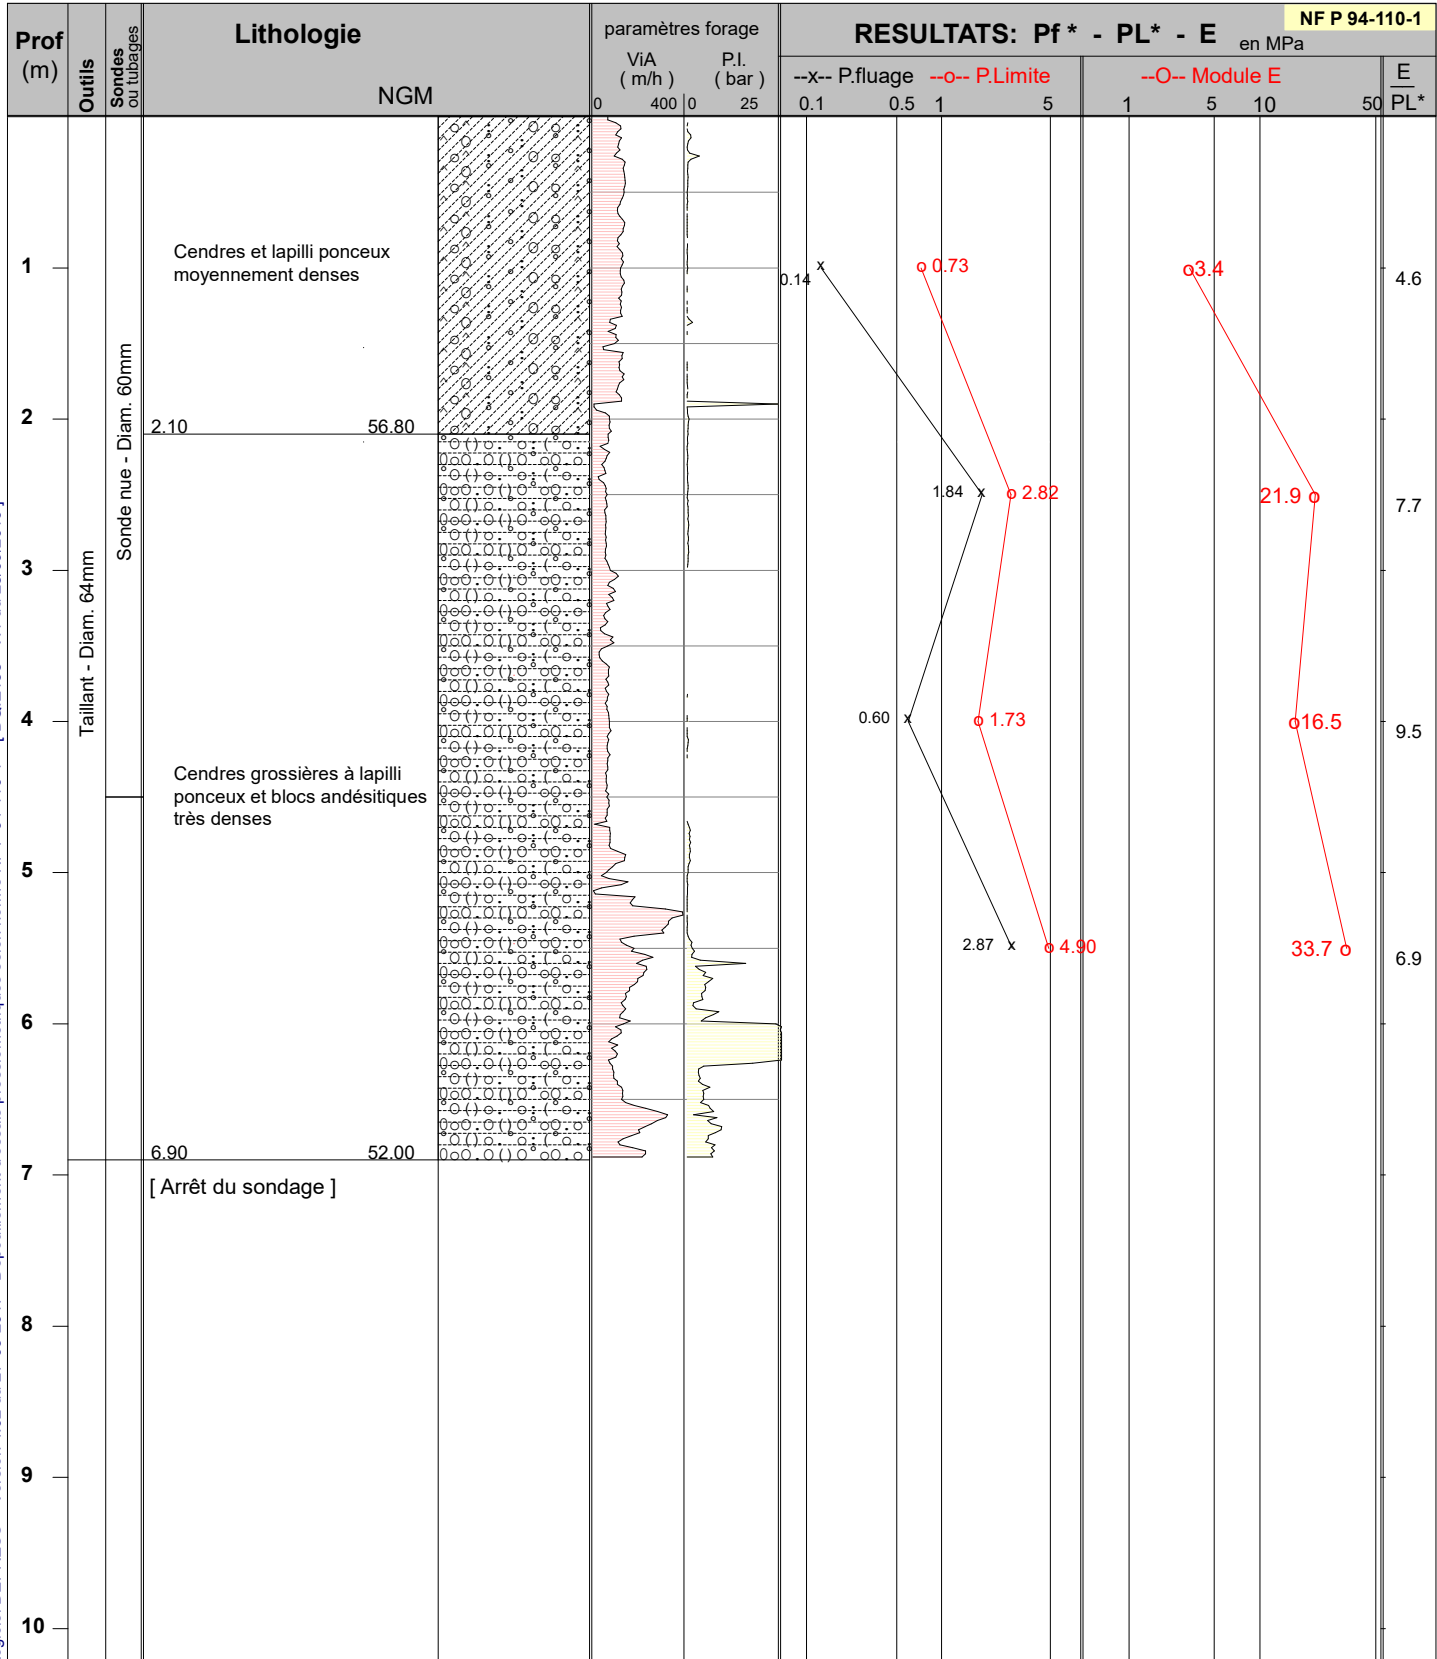 NF P 94-110-1
Prof
(m)
Outils
Sondes
ou tubages
Lithologie
NGM
paramètres forage
ViA
( m/h )
P.I.
( bar )
0 400 0 25
RESULTATS: Pf * - PL* - E en MPa
--x-- P.fluage --o-- P.Limite --O-- Module E
0.1 0.5 1 5 1 5 10 50
E
PL*
Cendres et lapilli ponceux
moyennement denses
1
0.14
0.73
3.4
4.6
Sonde nue - Diam. 60mm
Taillant - Diam. 64mm
2
2.10 56.80
1.84
2.82
21.9
7.7
3
4
0.60
1.73
16.5
9.5
Cendres grossières à lapilli
ponceux et blocs andésitiques
très denses
5
2.87
4.90
33.7
6.9
6
6.90 52.00
7
[ Arrêt du sondage ]
8
9
10